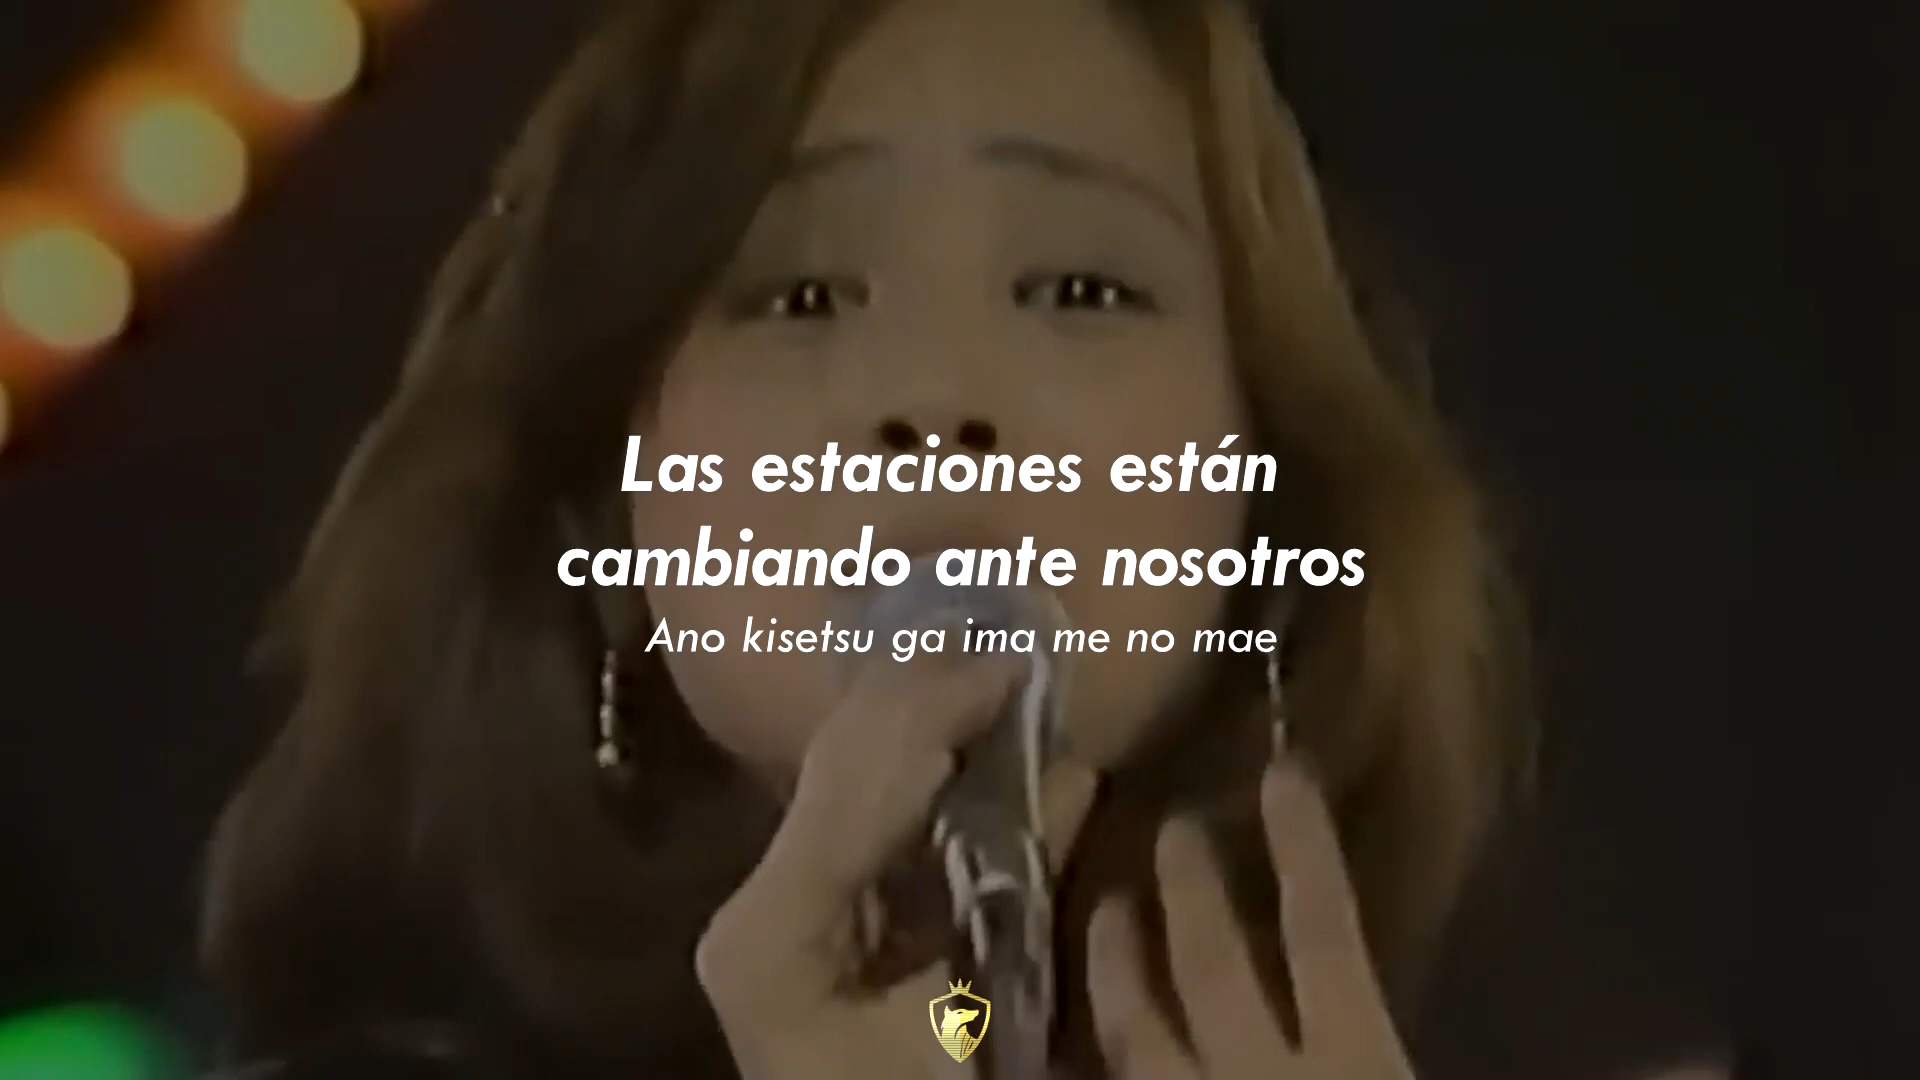 Las estaciones están
cambiando ante nosotros
Ano kisetsu ga ima me no mae